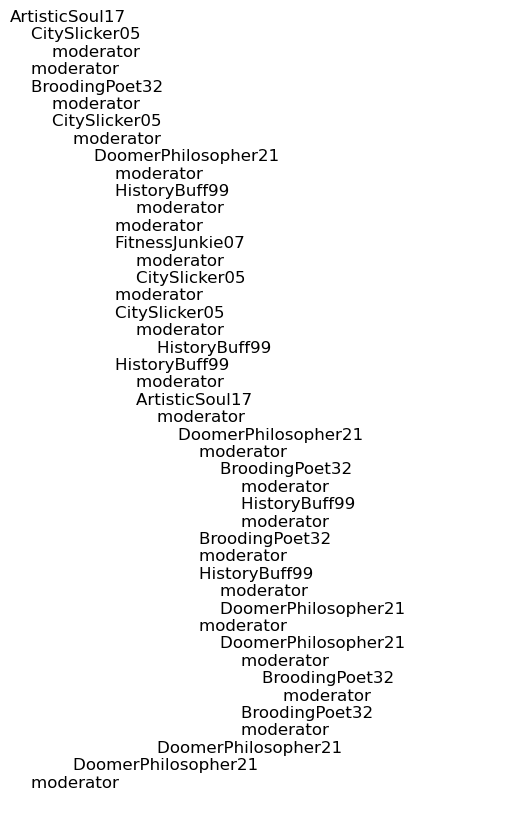 ArtisticSoul17
    CitySlicker05
        moderator
    moderator
    BroodingPoet32
        moderator
        CitySlicker05
            moderator
                DoomerPhilosopher21
                    moderator
                    HistoryBuff99
                        moderator
                    moderator
                    FitnessJunkie07
                        moderator
                        CitySlicker05
                    moderator
                    CitySlicker05
                        moderator
                            HistoryBuff99
                    HistoryBuff99
                        moderator
                        ArtisticSoul17
                            moderator
                                DoomerPhilosopher21
                                    moderator
                                        BroodingPoet32
                                            moderator
                                            HistoryBuff99
                                            moderator
                                    BroodingPoet32
                                    moderator
                                    HistoryBuff99
                                        moderator
                                        DoomerPhilosopher21
                                    moderator
                                        DoomerPhilosopher21
                                            moderator
                                                BroodingPoet32
                                                    moderator
                                            BroodingPoet32
                                            moderator
                            DoomerPhilosopher21
            DoomerPhilosopher21
    moderator